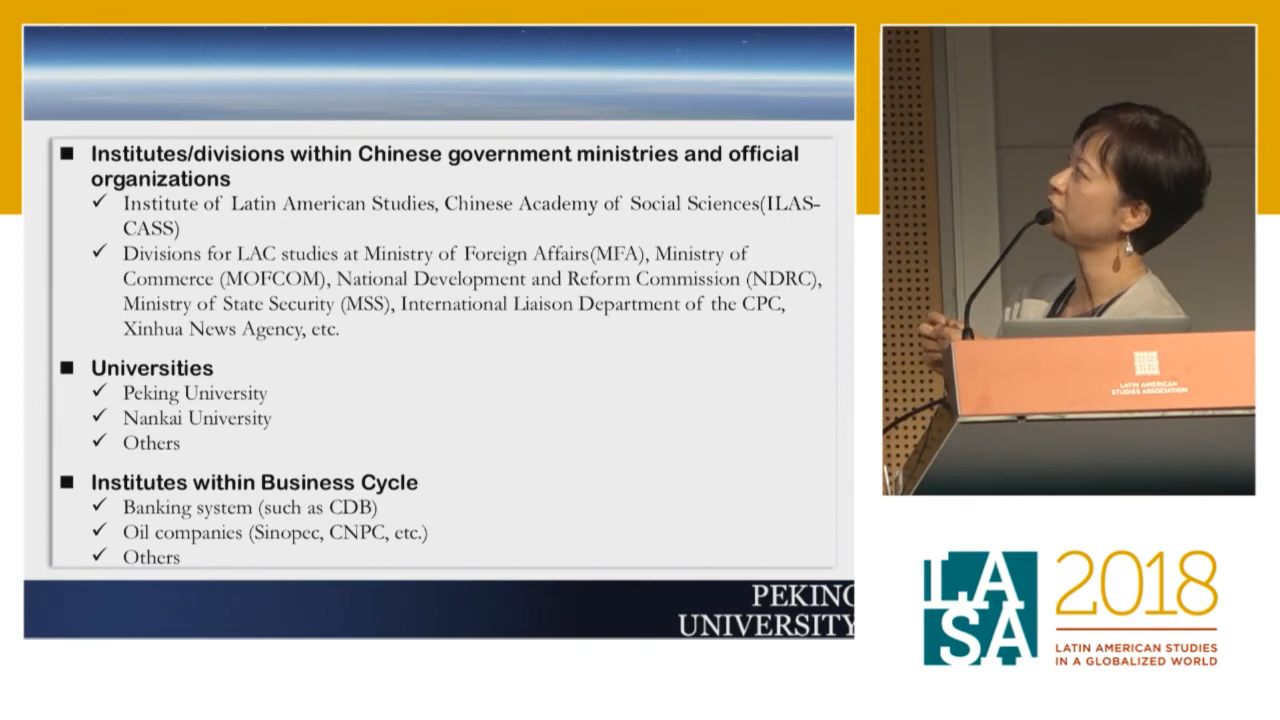 ■ Institutes/divisions within Chinese government ministries and official
organizations
✓ Institute of Latin American Studies, Chinese Academy of Social Sciences(ILAS-
CASS)
✓ Divisions for LAC studies at Ministry of Foreign Affairs(MFA), Ministry of
Commerce (MOFCOM), National Development and Reform Commission (NDRC),
Ministry of State Security (MSS), International Liaison Department of the CPC,
Xinhua News Agency, etc.
■ Universities
✓ Peking University
✓ Nankai University
✓ Others
■ Institutes within Business Cycle
✓ Banking system (such as CDB)
✓ Oil companies (Sinopec, CNPC, etc.)
✓ Others
PEKING
UNIVERSITY
LATIN AMERICAN
STUDIES ASSOCIATION
LA
SA
2018
LATIN AMERICAN STUDIES
IN A GLOBALIZED WORLD